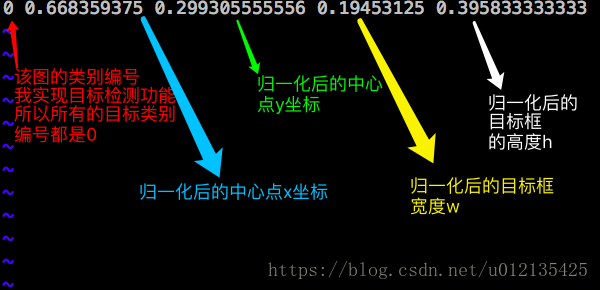 0 0.668359375 0.299305555556 0.19453125 0.395833333333
~
~
该图的类别编号
我实现目标检测功能
所以所有的目标类别
编号都是0
~
~
~
~
归一化后的中心
点y坐标
归一化后的
目标框
的高度h
~
~
归一化后的中心点x坐标
归一化后的目标框
宽度w
~
~
~
~
~
~
https://blog.csdn.net/u012135425